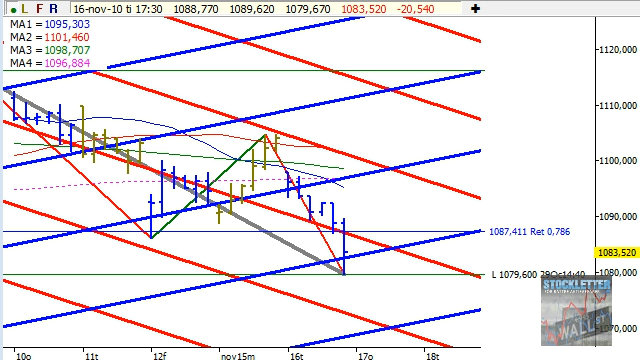 L F R 16-nov-10 ti 17:30 1088,770 1089,620 1079,670 1083,520 -20,540
MA1 = 1095,303
MA2 = 1101,460
MA3 = 1098,707
MA4 = 1096,884
1120,000
1110,000
1100,000
1090,000
1087,411 Ret 0,786
1083,520
L 1079,600 29Oc14:40
1080,000
STOCKLETTER
WALL ST
1070,000
10o 11t 12f nov15m 16t 17o 18t